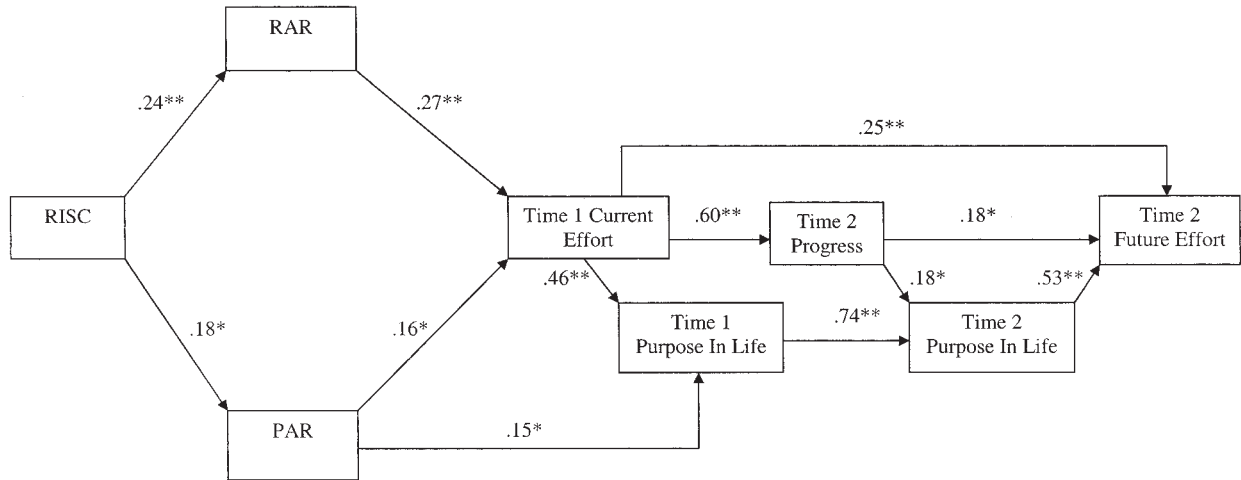 RAR
.24**
.27**
.25**
RISC
Time 1 Current
Effort
.60**
Time 2
Progress
.18*
Time 2
Future Effort
.46**
.18*
.53**
.18*
.16*
Time 1
Purpose In Life
.74**
Time 2
Purpose In Life
PAR
.15*